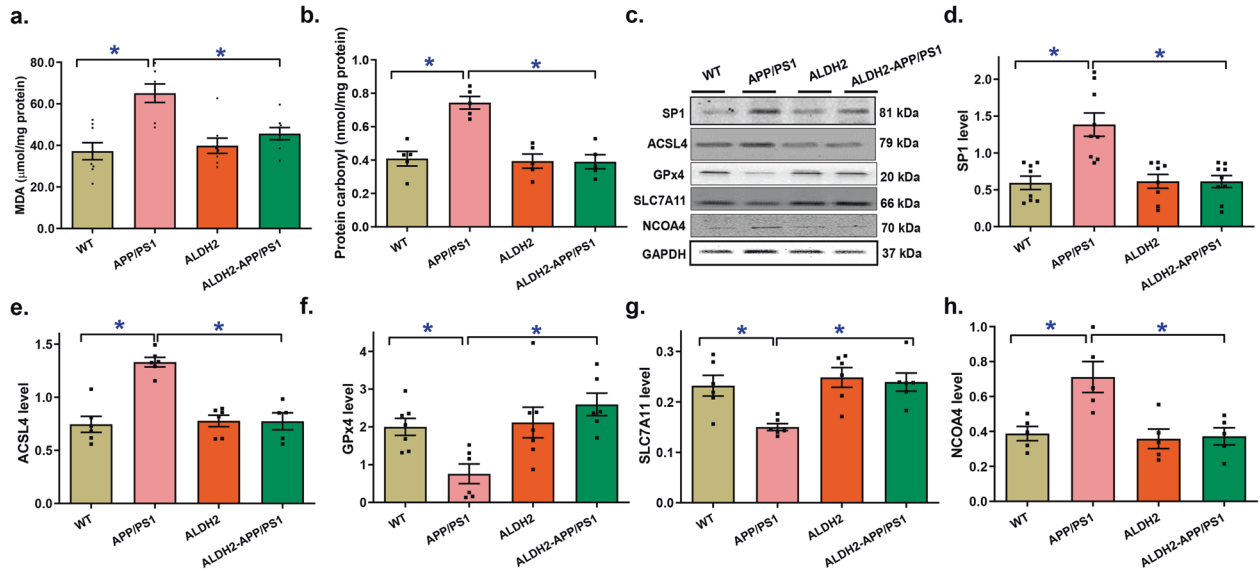 a.
MDA (μmol/mg protein)
80.0
60.0
40.0
20.0
0.0
*
*
WT
APP/PS1
ALDH2
ALDH2-APP/PS1
b.
Protein carbonyl (nmol/mg protein)
1.0
0.8
0.6
0.4
0.2
0.0
*
*
WT
APP/PS1
ALDH2
ALDH2-APP/PS1
c.
WT
APP/PS1
ALDH2
ALDH2-APP/PS1
SP1 81 kDa
ACSL4 79 kDa
GPx4 20 kDa
SLC7A11 66 kDa
NCOA4 70 kDa
GAPDH 37 kDa
d.
SP1 level
2.0
1.5
1.0
0.5
0.0
*
*
WT
APP/PS1
ALDH2
ALDH2-APP/PS1
e.
ACSL4 level
1.5
1.0
0.5
0.0
*
*
WT
APP/PS1
ALDH2
ALDH2-APP/PS1
f.
GPx4 level
4
3
2
1
0
*
*
WT
APP/PS1
ALDH2
ALDH2-APP/PS1
g.
SLC7A11 level
0.3
0.2
0.1
0.0
*
*
WT
APP/PS1
ALDH2
ALDH2-APP/PS1
h.
NCOA4 level
1.0
0.8
0.6
0.4
0.2
0.0
*
*
WT
APP/PS1
ALDH2
ALDH2-APP/PS1